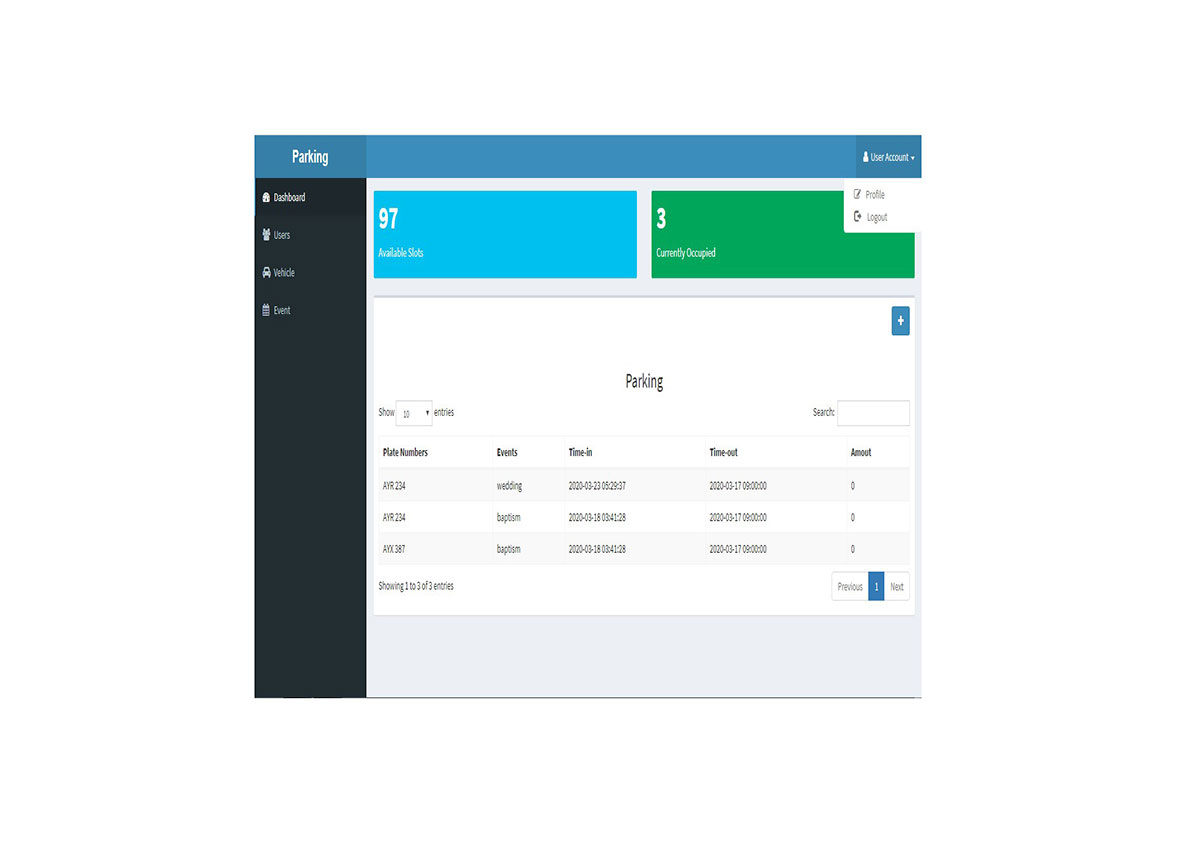 Parking
User Account
Dashboard
Users
Vehicle
Event
Profile
Logout
97
Available Slots
3
Currently Occupied
+
Parking
Show 10 entries Search:
Plate Numbers Events Time-in Time-out Amout
AYR 234 wedding 2020-03-23 05:29:37 2020-03-17 09:00:00 0
AYR 234 baptism 2020-03-18 03:41:28 2020-03-17 09:00:00 0
AYX 387 baptism 2020-03-18 03:41:28 2020-03-17 09:00:00 0
Showing 1 to 3 of 3 entries Previous 1 Next